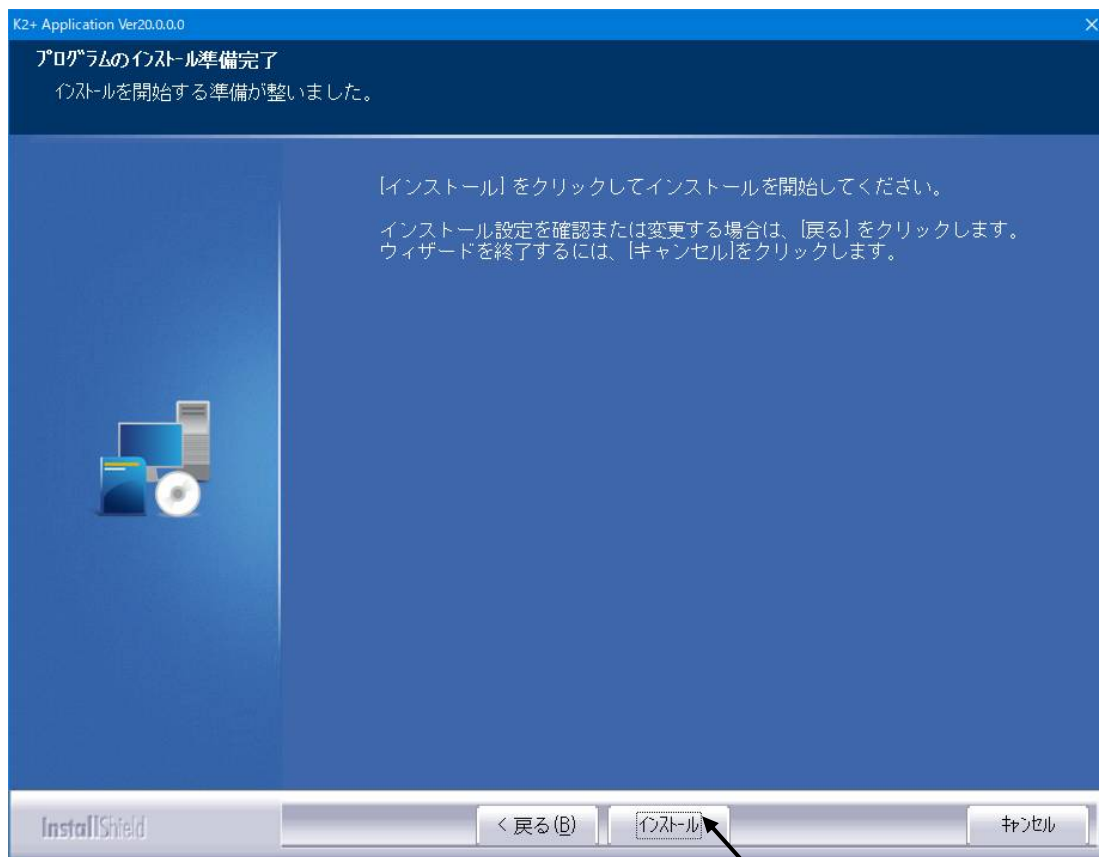 K2+ Application Ver20.0.0.0
ﾌﾟﾛｸﾞﾗﾑのｲﾝｽﾄｰﾙ準備完了
ｲﾝｽﾄｰﾙを開始する準備が整いました。
[インストール] をクリックしてインストールを開始してください。
インストール設定を確認または変更する場合は、[戻る] をクリックします。
ウィザードを終了するには、[キャンセル]をクリックします。
InstallShield
< 戻る(B)
ｲﾝｽﾄｰﾙ
ｷｬﾝｾﾙ